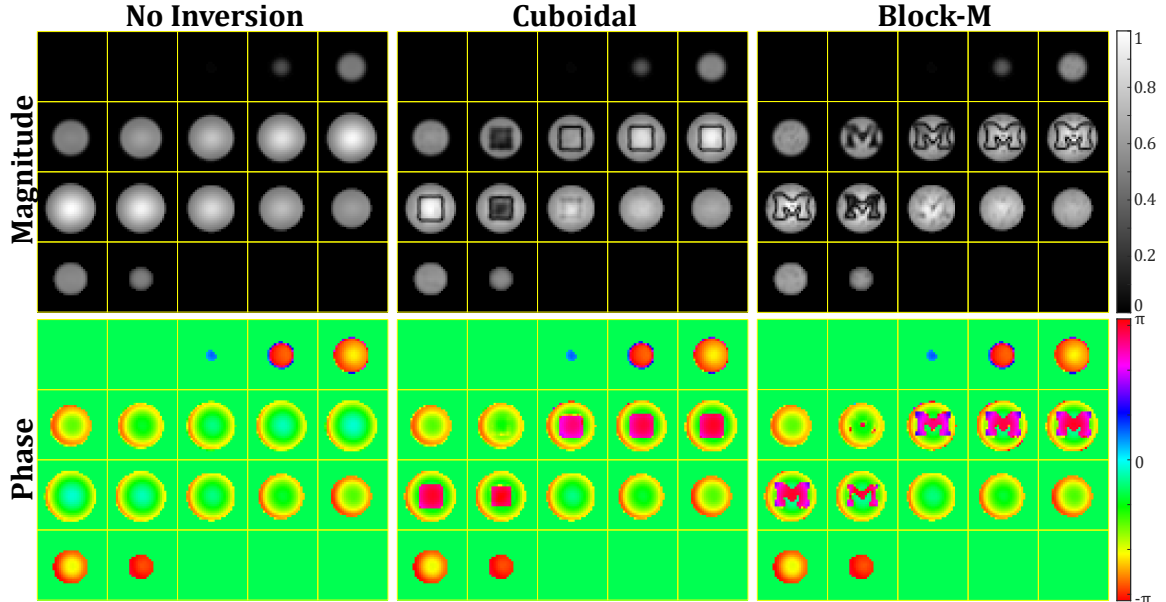 No Inversion Cuboidal Block-M
Magnitude
1
0.8
0.6
0.4
0.2
0
Phase
π
0
-π